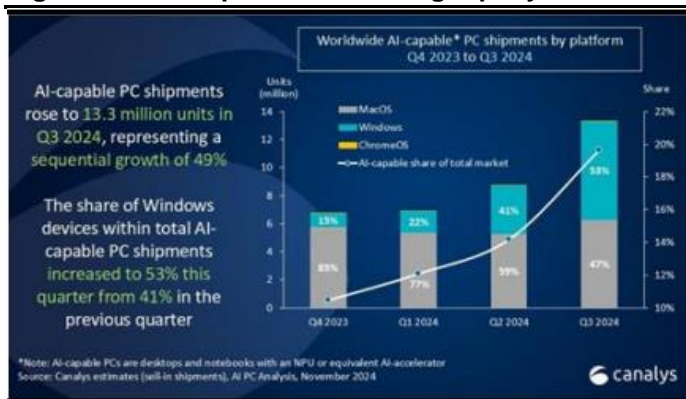 Worldwide AI-capable* PC shipments by platform
Q4 2023 to Q3 2024
AI-capable PC shipments
rose to 13.3 million units in
Q3 2024, representing a
sequential growth of 49%
The share of Windows
devices within total AI-
capable PC shipments
increased to 53% this
quarter from 41% in the
previous quarter
Units
(million)
Share
MacOS
Windows
ChromeOS
AI-capable share of total market
14
12
10
8
6
4
2
0
22%
20%
18%
16%
14%
12%
10%
22%
77%
41%
59%
47%
Q4 2023
Q1 2024
Q2 2024
Q3 2024
*Note: AI-capable PCs are desktops and notebooks with an NPU or equivalent AI-accelerator
Source: Canalys estimates (sell-in shipments), AI PC Analysis, November 2024
canalys